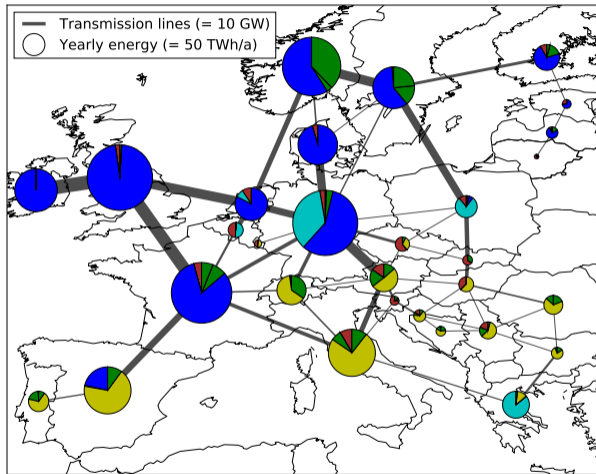 Transmission lines (= 10 GW)
Yearly energy (= 50 TWh/a)